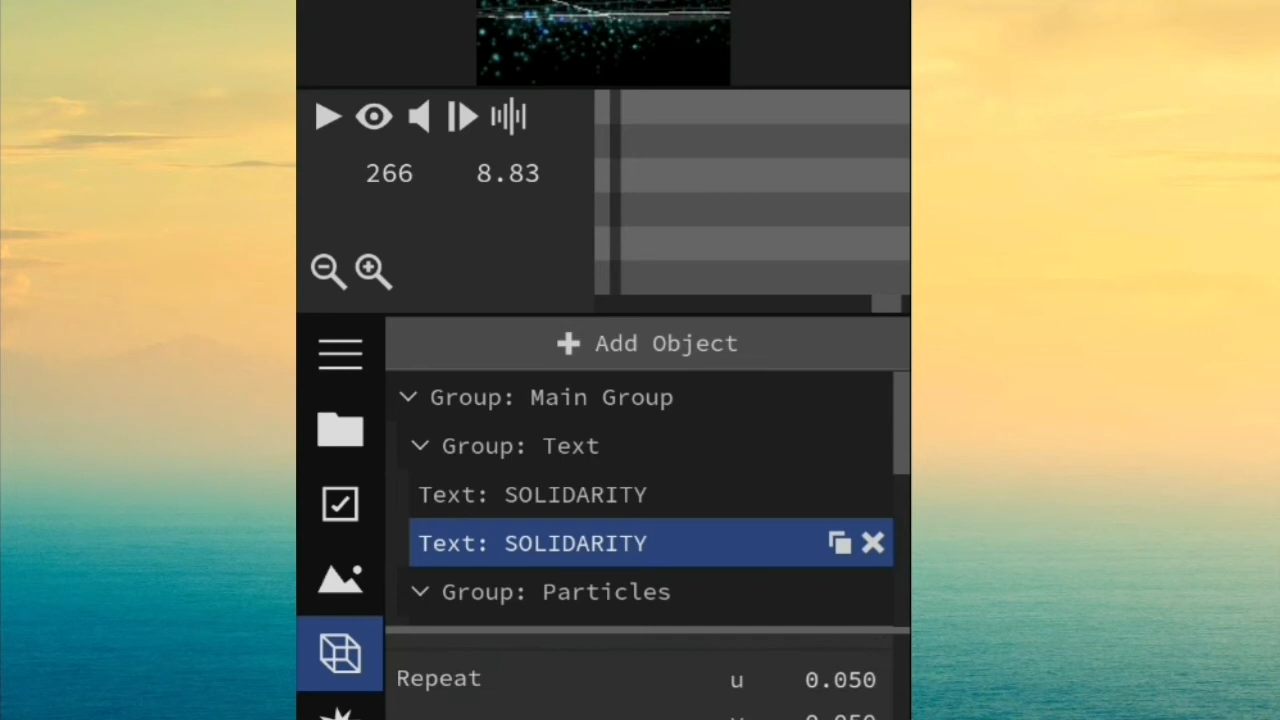 266 8.83
Add Object
Group: Main Group
Group: Text
Text: SOLIDARITY
Text: SOLIDARITY
Group: Particles
Repeat u 0.050